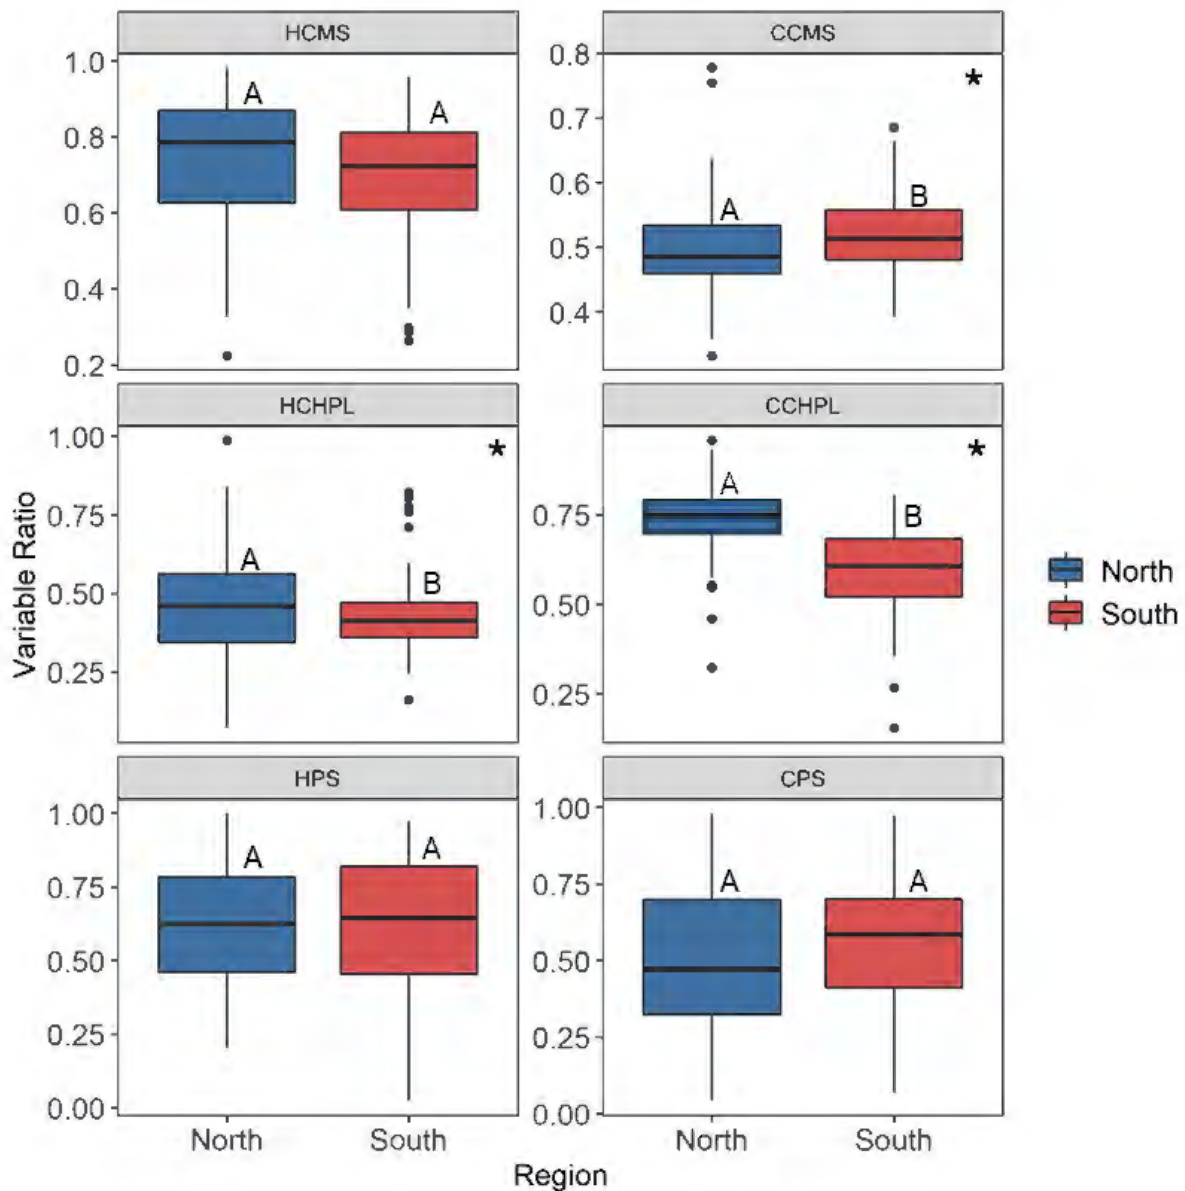 HCMS
CCMS
1.0
0.8
0.6
0.4
0.2
A
A
0.8
0.7
0.6
0.5
0.4
A
B
*
HCHPL
CCHPL
1.00
0.75
0.50
0.25
A
B
*
0.75
0.50
0.25
A
B
*
HPS
CPS
1.00
0.75
0.50
0.25
0.00
A
A
1.00
0.75
0.50
0.25
0.00
A
A
North
South
North
South
Variable Ratio
Region
North
South